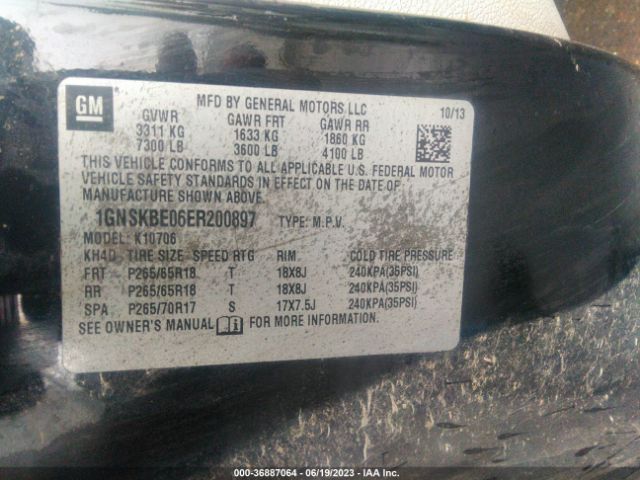 GM
MFD BY GENERAL MOTORS LLC
10/13
GVWR GAWR FRT GAWR RR
3311 KG 1633 KG 1860 KG
7300 LB 3600 LB 4100 LB
THIS VEHICLE CONFORMS TO ALL APPLICABLE U.S. FEDERAL MOTOR
VEHICLE SAFETY STANDARDS IN EFFECT ON THE DATE OF
MANUFACTURE SHOWN ABOVE.
1GNSKBE06ER200897 TYPE: M.P.V.
MODEL: K10706
KH4D TIRE SIZE SPEED RTG RIM COLD TIRE PRESSURE
FRT P265/65R18 T 18X8J 240KPA(35PSI)
RR P265/65R18 T 18X8J 240KPA(35PSI)
SPA P265/70R17 S 17X7.5J 240KPA(35PSI)
SEE OWNER'S MANUAL FOR MORE INFORMATION.
000-36887064 - 06/19/2023 - IAA Inc.